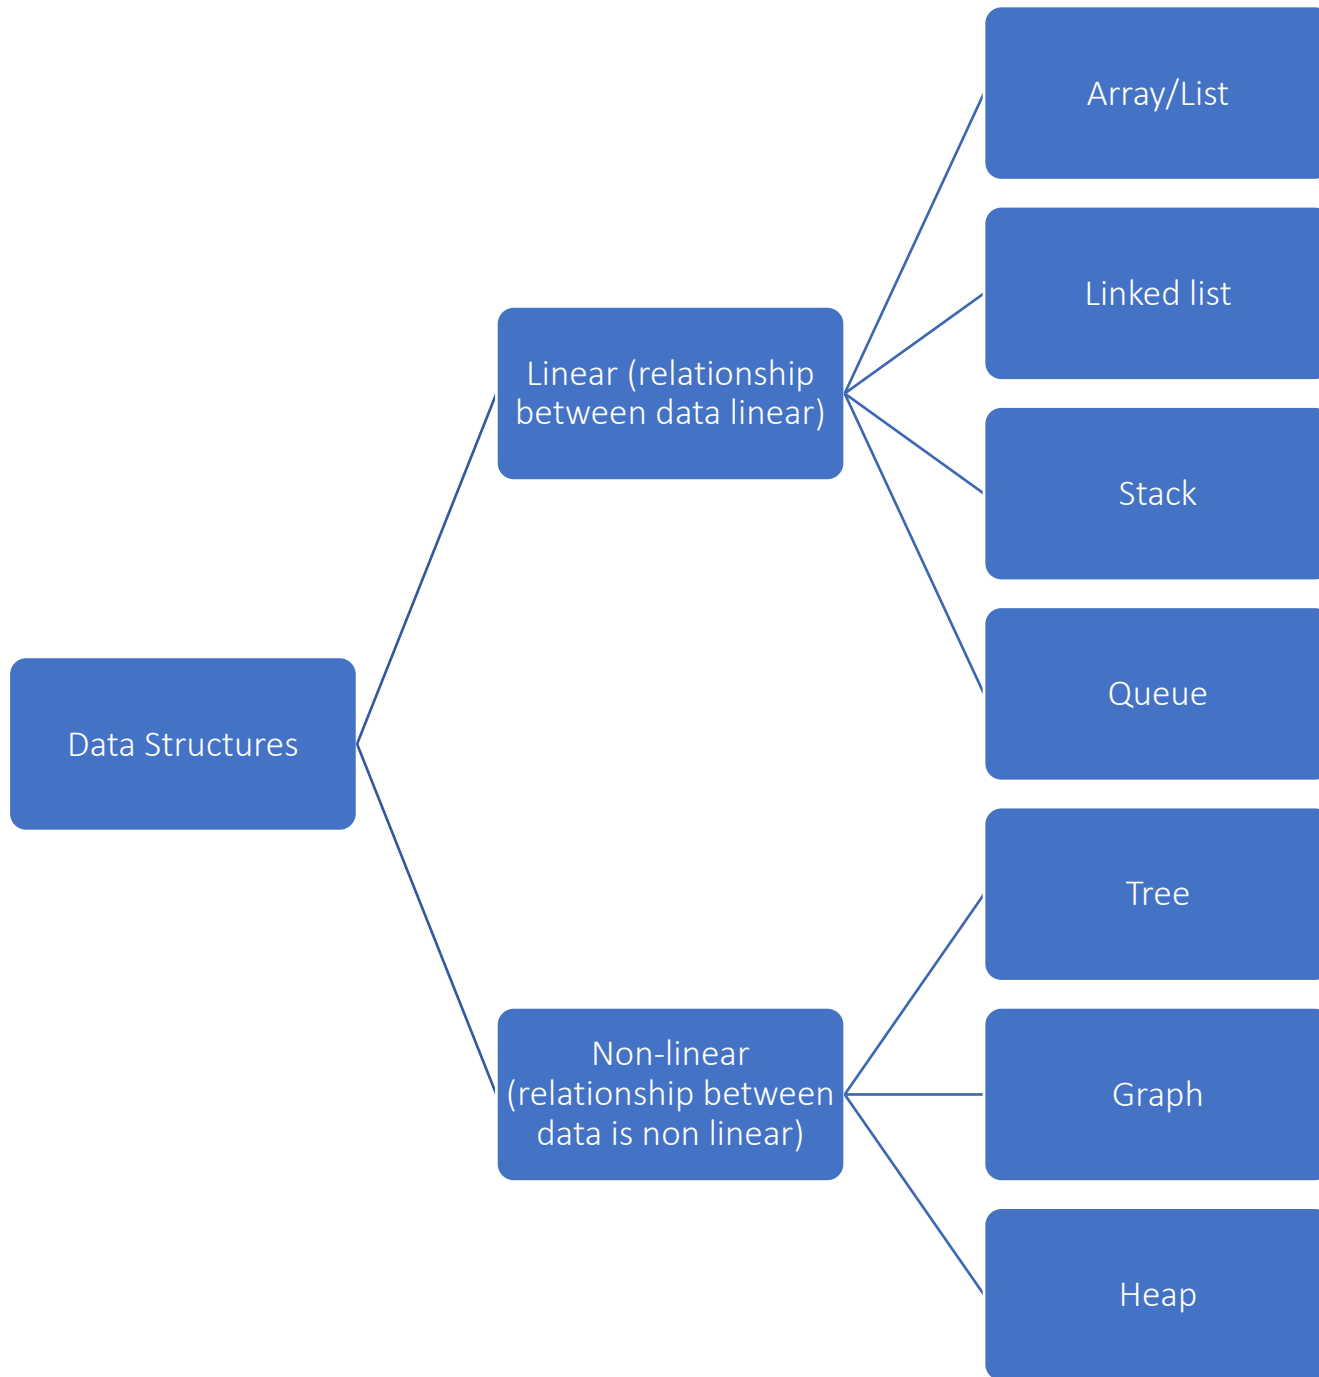 Array/List
Linked list
Linear (relationship
between data linear)
Stack
Queue
Data Structures
Tree
Non-linear
(relationship between
data is non linear)
Graph
Heap